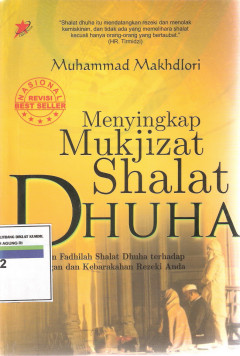 "Shalat dhuha itu mendatangkan rezeki dan menolak
kemiskinan, dan tidak ada yang memelihara shalat
kecuali hanya orang-orang yang bertaubat."
(HR. Tirmidzi)
Muhammad Makhdlori
NASIONAL
REVISI
BEST SELLER
Menyingkap
Mukjizat
Shalat
DHUHA
Fadhilah Shalat Dhuha terhadap
dan Kebarokahan Rezeki Anda
2